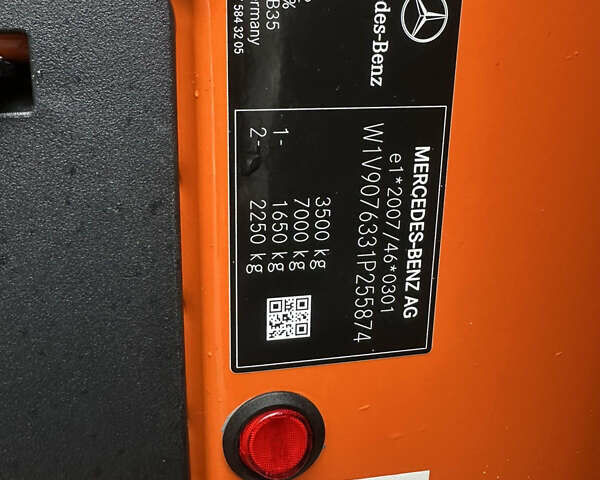 MERCEDES-BENZ AG
e1*2007/46*0301
W1V9076331P255874
3500 kg
7000 kg
1- 1650 kg
2- 2250 kg
des-Benz
B35
ermany
584 32 05